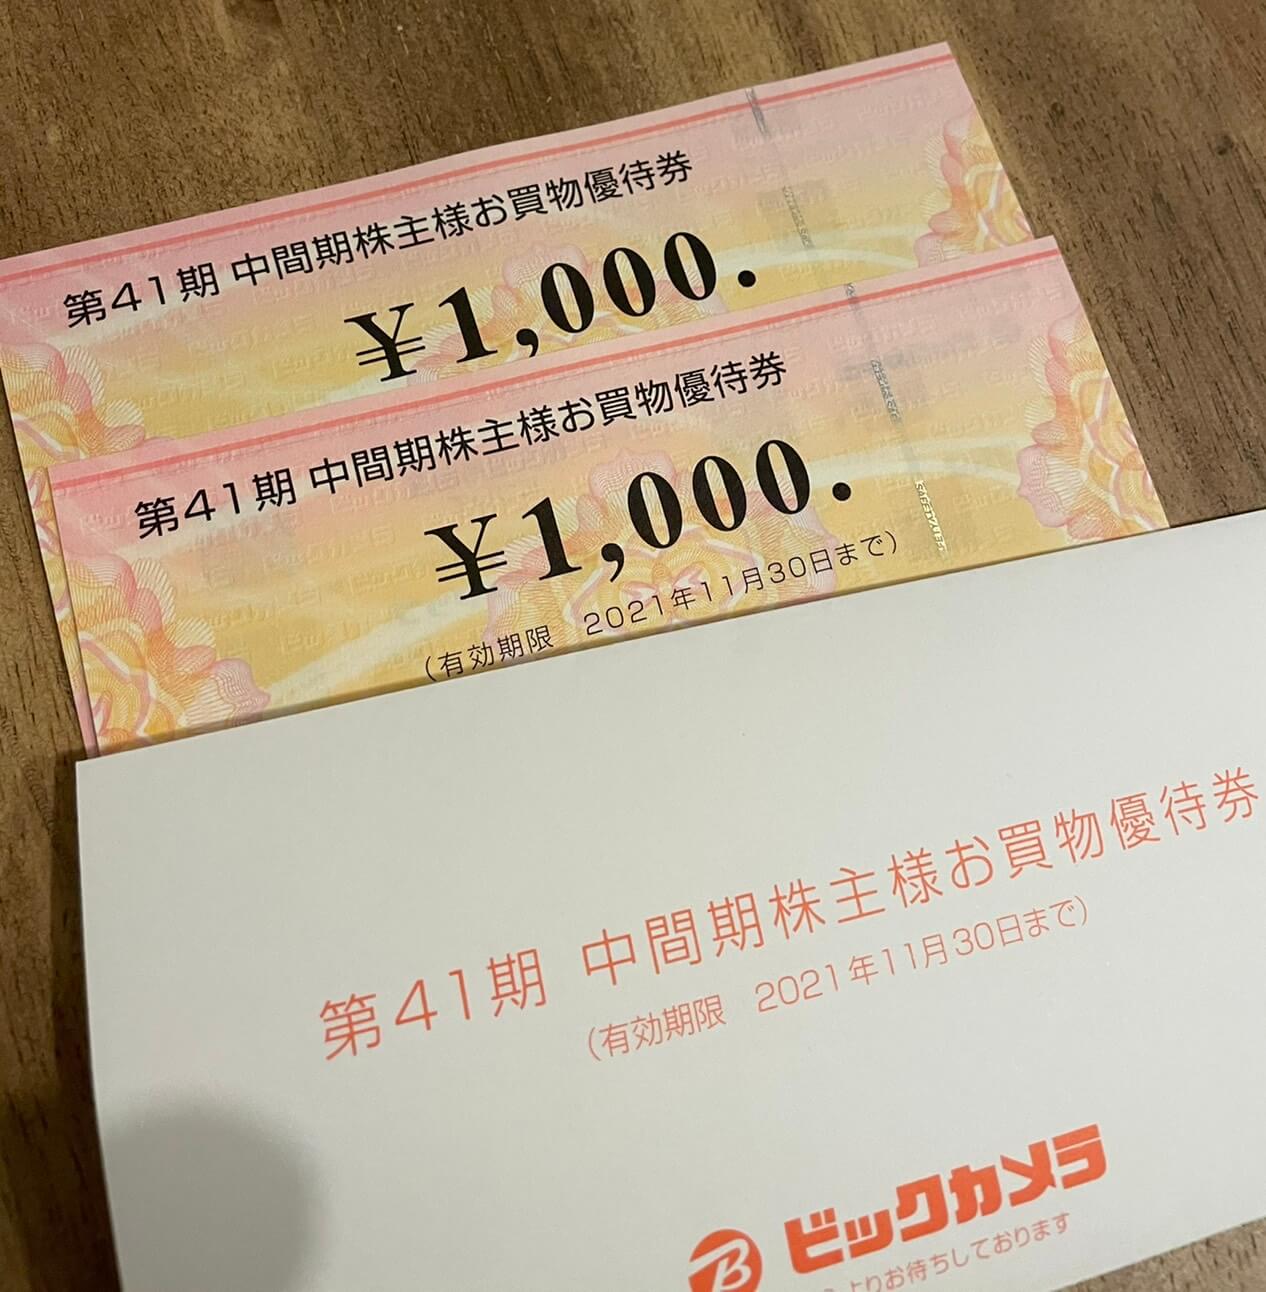 第41期 中間期株主様お買物優待券
¥1,000.
第41期 中間期株主様お買物優待券
¥1,000.
（有効期限　2021年11月30日まで）
第41期 中間期株主様お買物優待券
（有効期限　2021年11月30日まで）
B ビックカメラ
よりお待ちしております